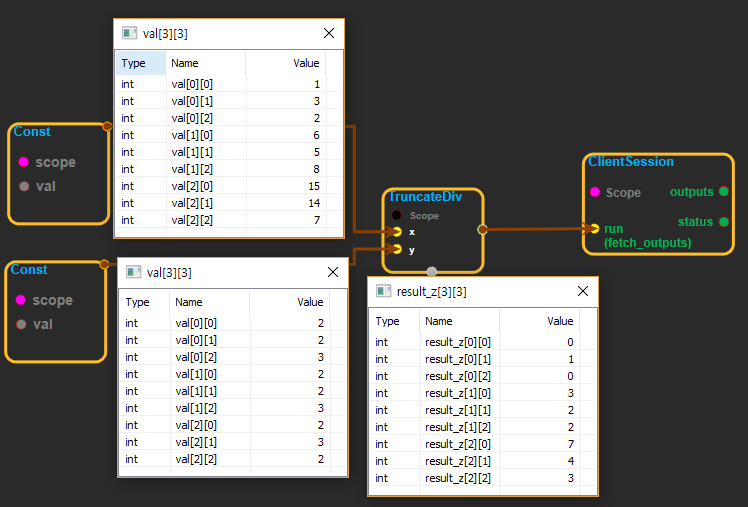 val[3][3]
Type Name Value
int val[0][0] 1
int val[0][1] 3
int val[0][2] 2
int val[1][0] 6
int val[1][1] 5
int val[1][2] 8
int val[2][0] 15
int val[2][1] 14
int val[2][2] 7
Const
scope
val
TruncateDiv
Scope
x
y
ClientSession
Scope
outputs
status
run
(fetch_outputs)
Const
scope
val
val[3][3]
Type Name Value
int val[0][0] 2
int val[0][1] 2
int val[0][2] 3
int val[1][0] 2
int val[1][1] 2
int val[1][2] 3
int val[2][0] 2
int val[2][1] 3
int val[2][2] 2
result_z[3][3]
Type Name Value
int result_z[0][0] 0
int result_z[0][1] 1
int result_z[0][2] 0
int result_z[1][0] 3
int result_z[1][1] 2
int result_z[1][2] 2
int result_z[2][0] 7
int result_z[2][1] 4
int result_z[2][2] 3